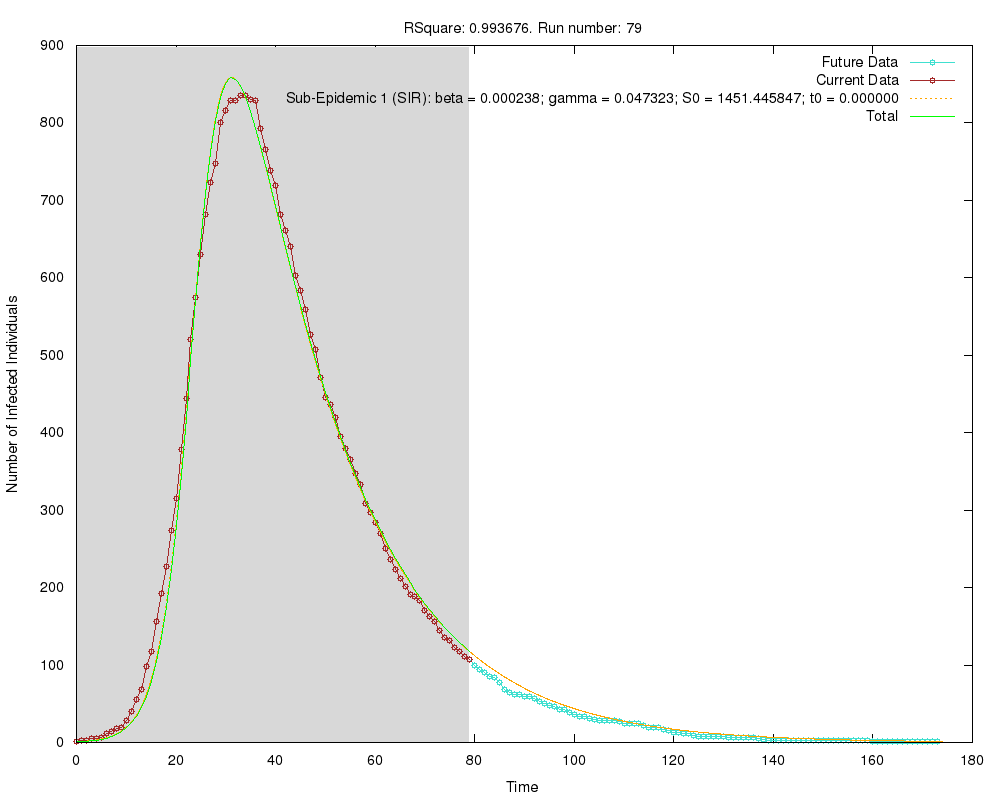 RSquare: 0.993676. Run number: 79
900
800
700
600
500
400
300
200
100
0
Number of Infected Individuals
Future Data
Current Data
Sub-Epidemic 1 (SIR): beta = 0.000238; gamma = 0.047323; S0 = 1451.445847; t0 = 0.000000
Total
0 20 40 60 80 100 120 140 160 180
Time